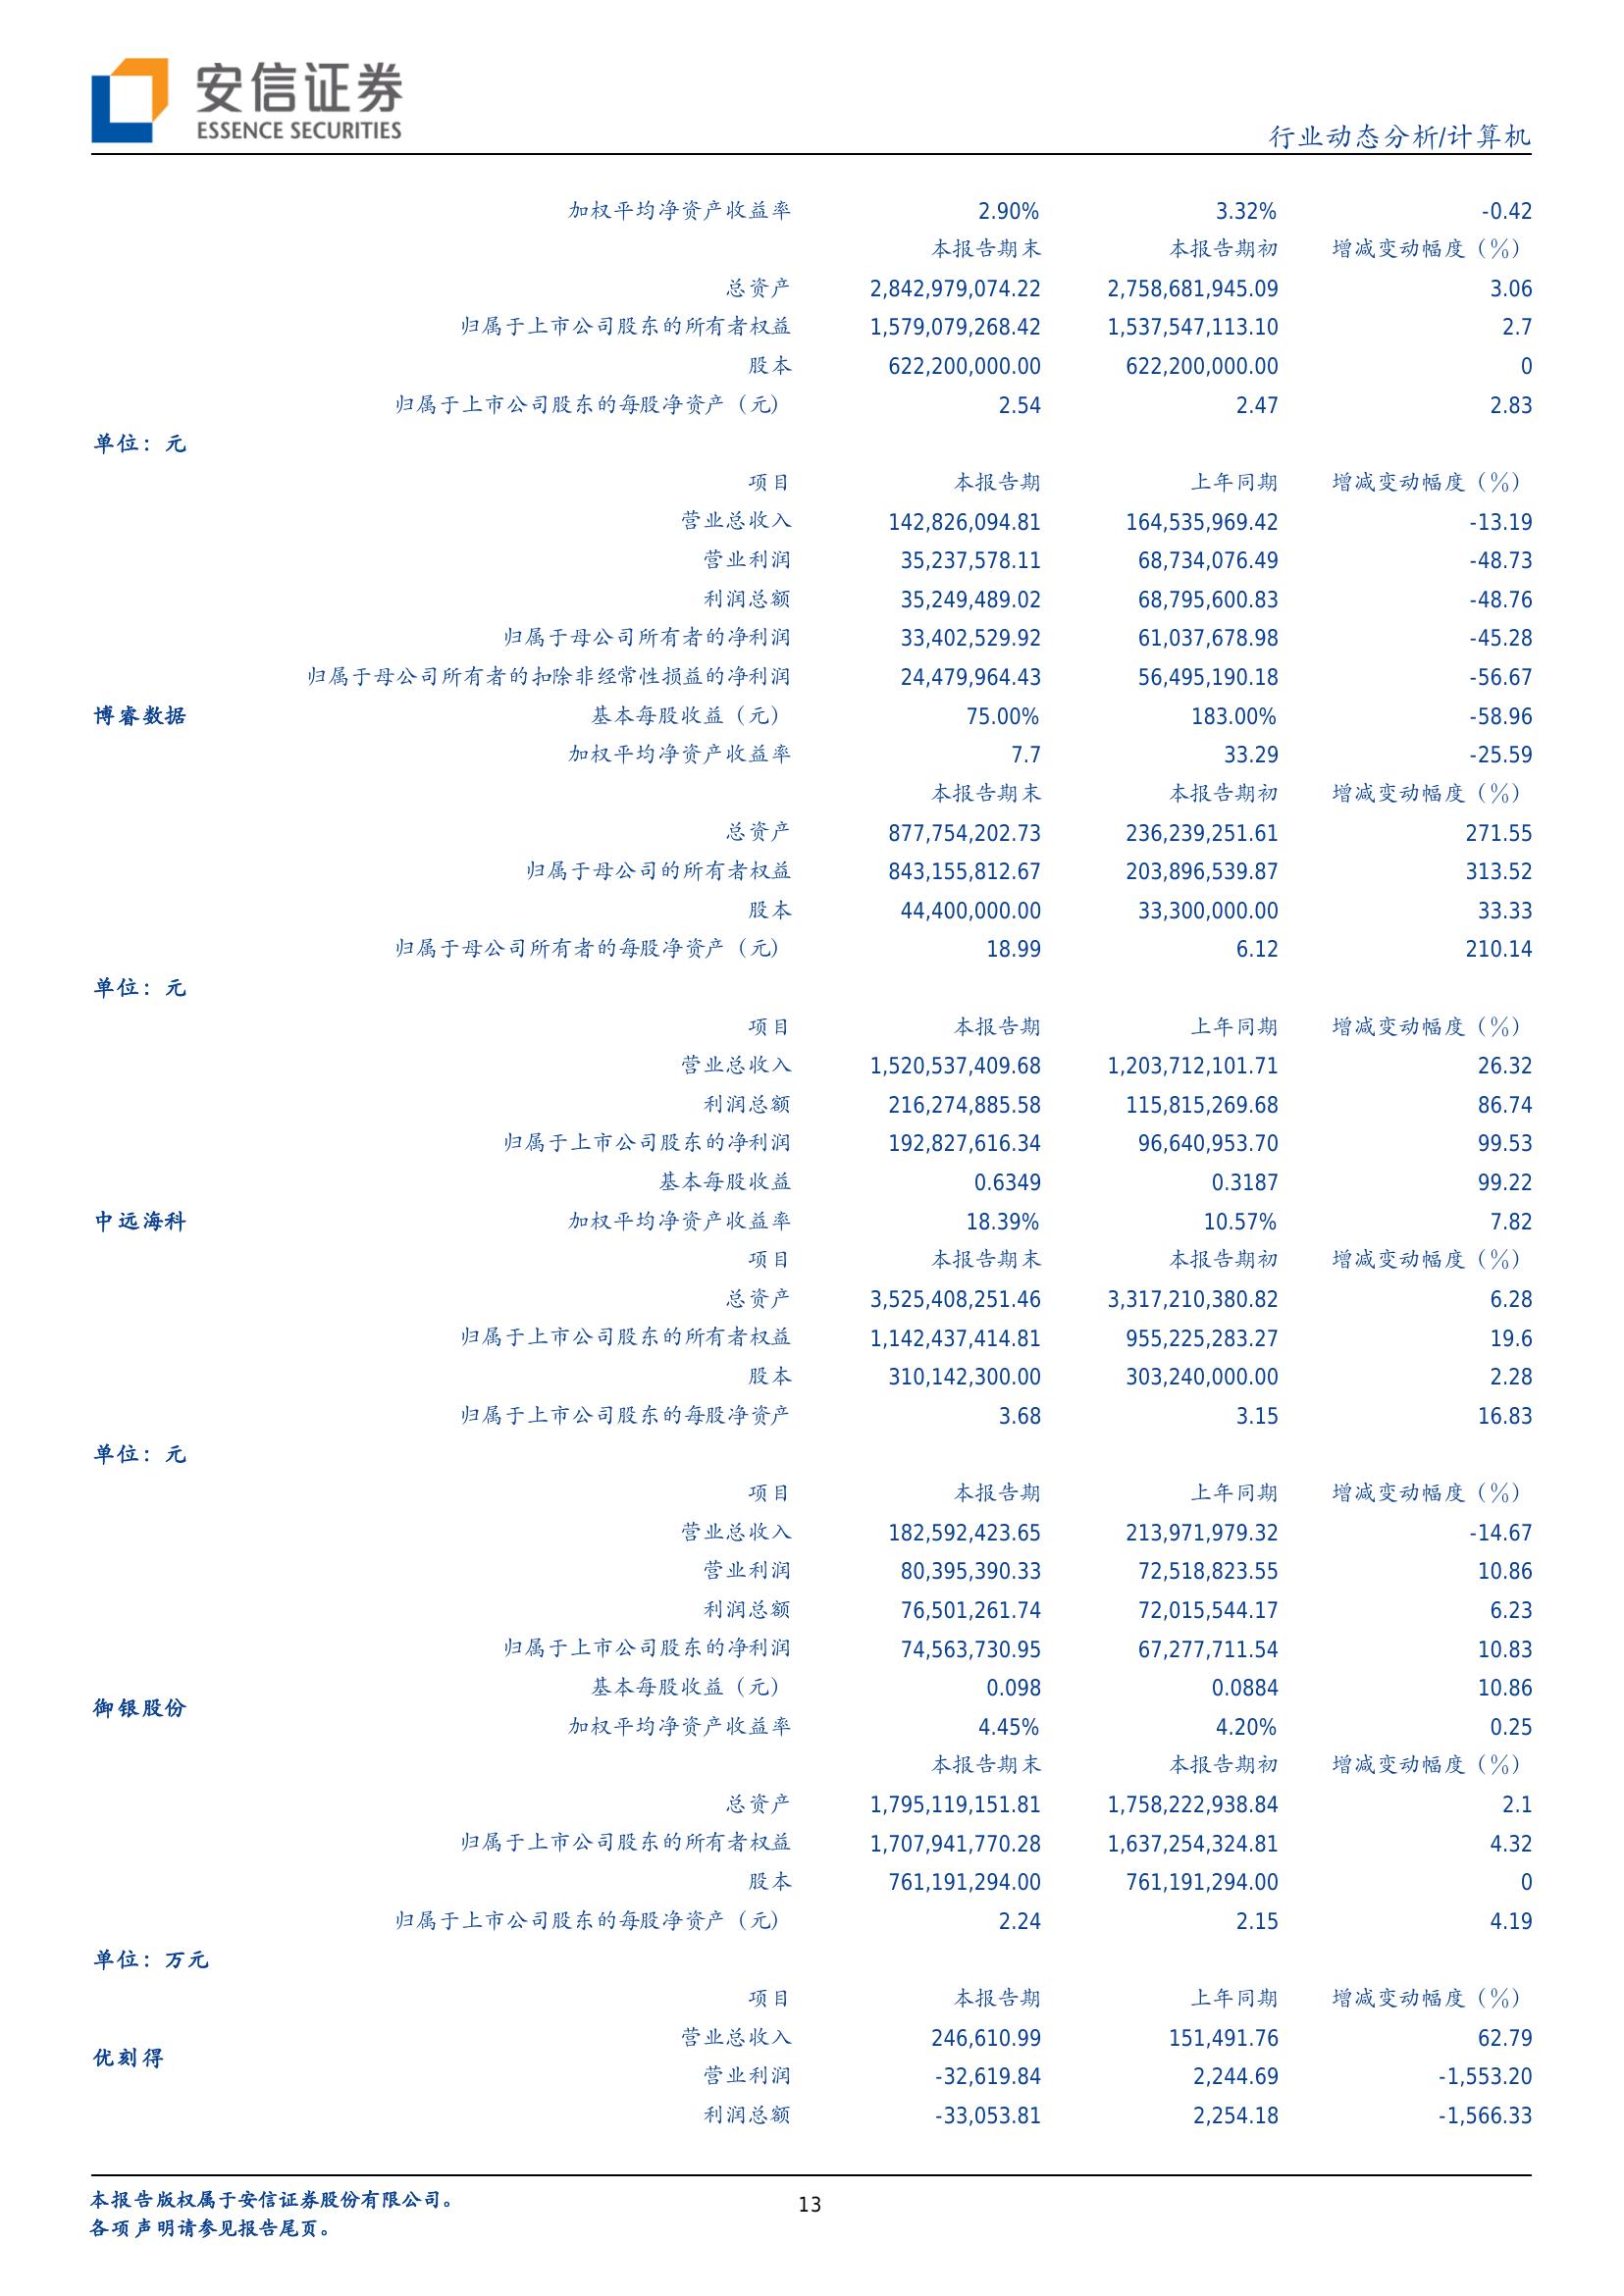 安信证券
ESSENCE SECURITIES
行业动态分析/计算机
加权平均净资产收益率 2.90% 3.32% -0.42
本报告期末 本报告期初 增减变动幅度（%）
总资产 2,842,979,074.22 2,758,681,945.09 3.06
归属于上市公司股东的所有者权益 1,579,079,268.42 1,537,547,113.10 2.7
股本 622,200,000.00 622,200,000.00 0
归属于上市公司股东的每股净资产（元） 2.54 2.47 2.83
单位：元
项目 本报告期 上年同期 增减变动幅度（%）
营业总收入 142,826,094.81 164,535,969.42 -13.19
营业利润 35,237,578.11 68,734,076.49 -48.73
利润总额 35,249,489.02 68,795,600.83 -48.76
归属于母公司所有者的净利润 33,402,529.92 61,037,678.98 -45.28
归属于母公司所有者的扣除非经常性损益的净利润 24,479,964.43 56,495,190.18 -56.67
博睿数据 基本每股收益（元） 75.00% 183.00% -58.96
加权平均净资产收益率 7.7 33.29 -25.59
本报告期末 本报告期初 增减变动幅度（%）
总资产 877,754,202.73 236,239,251.61 271.55
归属于母公司的所有者权益 843,155,812.67 203,896,539.87 313.52
股本 44,400,000.00 33,300,000.00 33.33
归属于母公司所有者的每股净资产（元） 18.99 6.12 210.14
单位：元
项目 本报告期 上年同期 增减变动幅度（%）
营业总收入 1,520,537,409.68 1,203,712,101.71 26.32
利润总额 216,274,885.58 115,815,269.68 86.74
归属于上市公司股东的净利润 192,827,616.34 96,640,953.70 99.53
基本每股收益 0.6349 0.3187 99.22
中远海科 加权平均净资产收益率 18.39% 10.57% 7.82
项目 本报告期末 本报告期初 增减变动幅度（%）
总资产 3,525,408,251.46 3,317,210,380.82 6.28
归属于上市公司股东的所有者权益 1,142,437,414.81 955,225,283.27 19.6
股本 310,142,300.00 303,240,000.00 2.28
归属于上市公司股东的每股净资产 3.68 3.15 16.83
单位：元
项目 本报告期 上年同期 增减变动幅度（%）
营业总收入 182,592,423.65 213,971,979.32 -14.67
营业利润 80,395,390.33 72,518,823.55 10.86
利润总额 76,501,261.74 72,015,544.17 6.23
归属于上市公司股东的净利润 74,563,730.95 67,277,711.54 10.83
基本每股收益（元） 0.098 0.0884 10.86
御银股份
加权平均净资产收益率 4.45% 4.20% 0.25
本报告期末 本报告期初 增减变动幅度（%）
总资产 1,795,119,151.81 1,758,222,938.84 2.1
归属于上市公司股东的所有者权益 1,707,941,770.28 1,637,254,324.81 4.32
股本 761,191,294.00 761,191,294.00 0
归属于上市公司股东的每股净资产（元） 2.24 2.15 4.19
单位：万元
项目 本报告期 上年同期 增减变动幅度（%）
营业总收入 246,610.99 151,491.76 62.79
优刻得
营业利润 -32,619.84 2,244.69 -1,553.20
利润总额 -33,053.81 2,254.18 -1,566.33
本报告版权属于安信证券股份有限公司。
各项声明请参见报告尾页。
13